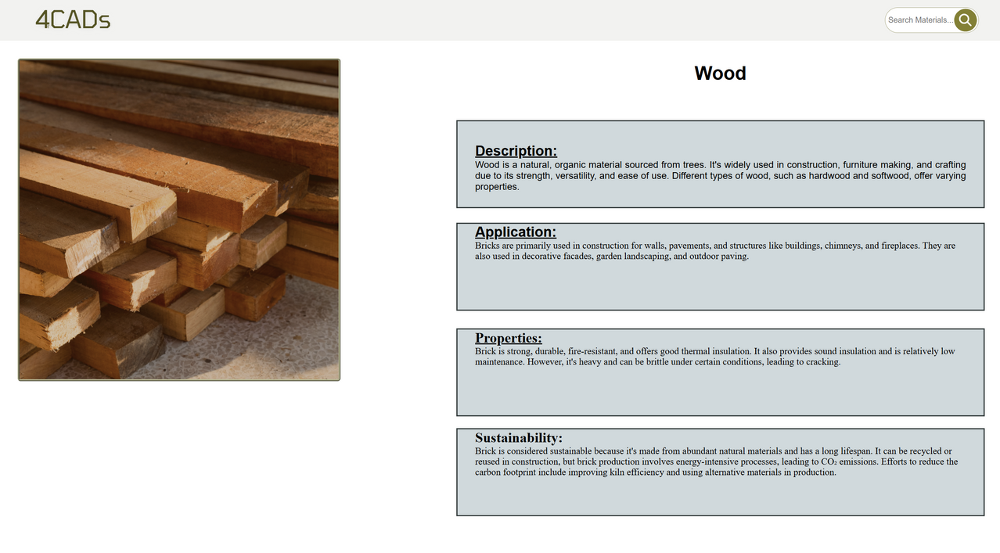 4CADs
Search Materials...
Wood
Description:
Wood is a natural, organic material sourced from trees. It's widely used in construction, furniture making, and crafting
due to its strength, versatility, and ease of use. Different types of wood, such as hardwood and softwood, offer varying
properties.
Application:
Bricks are primarily used in construction for walls, pavements, and structures like buildings, chimneys, and fireplaces. They are
also used in decorative facades, garden landscaping, and outdoor paving.
Properties:
Brick is strong, durable, fire-resistant, and offers good thermal insulation. It also provides sound insulation and is relatively low
maintenance. However, it's heavy and can be brittle under certain conditions, leading to cracking.
Sustainability:
Brick is considered sustainable because it's made from abundant natural materials and has a long lifespan. It can be recycled or
reused in construction, but brick production involves energy-intensive processes, leading to CO₂ emissions. Efforts to reduce the
carbon footprint include improving kiln efficiency and using alternative materials in production.